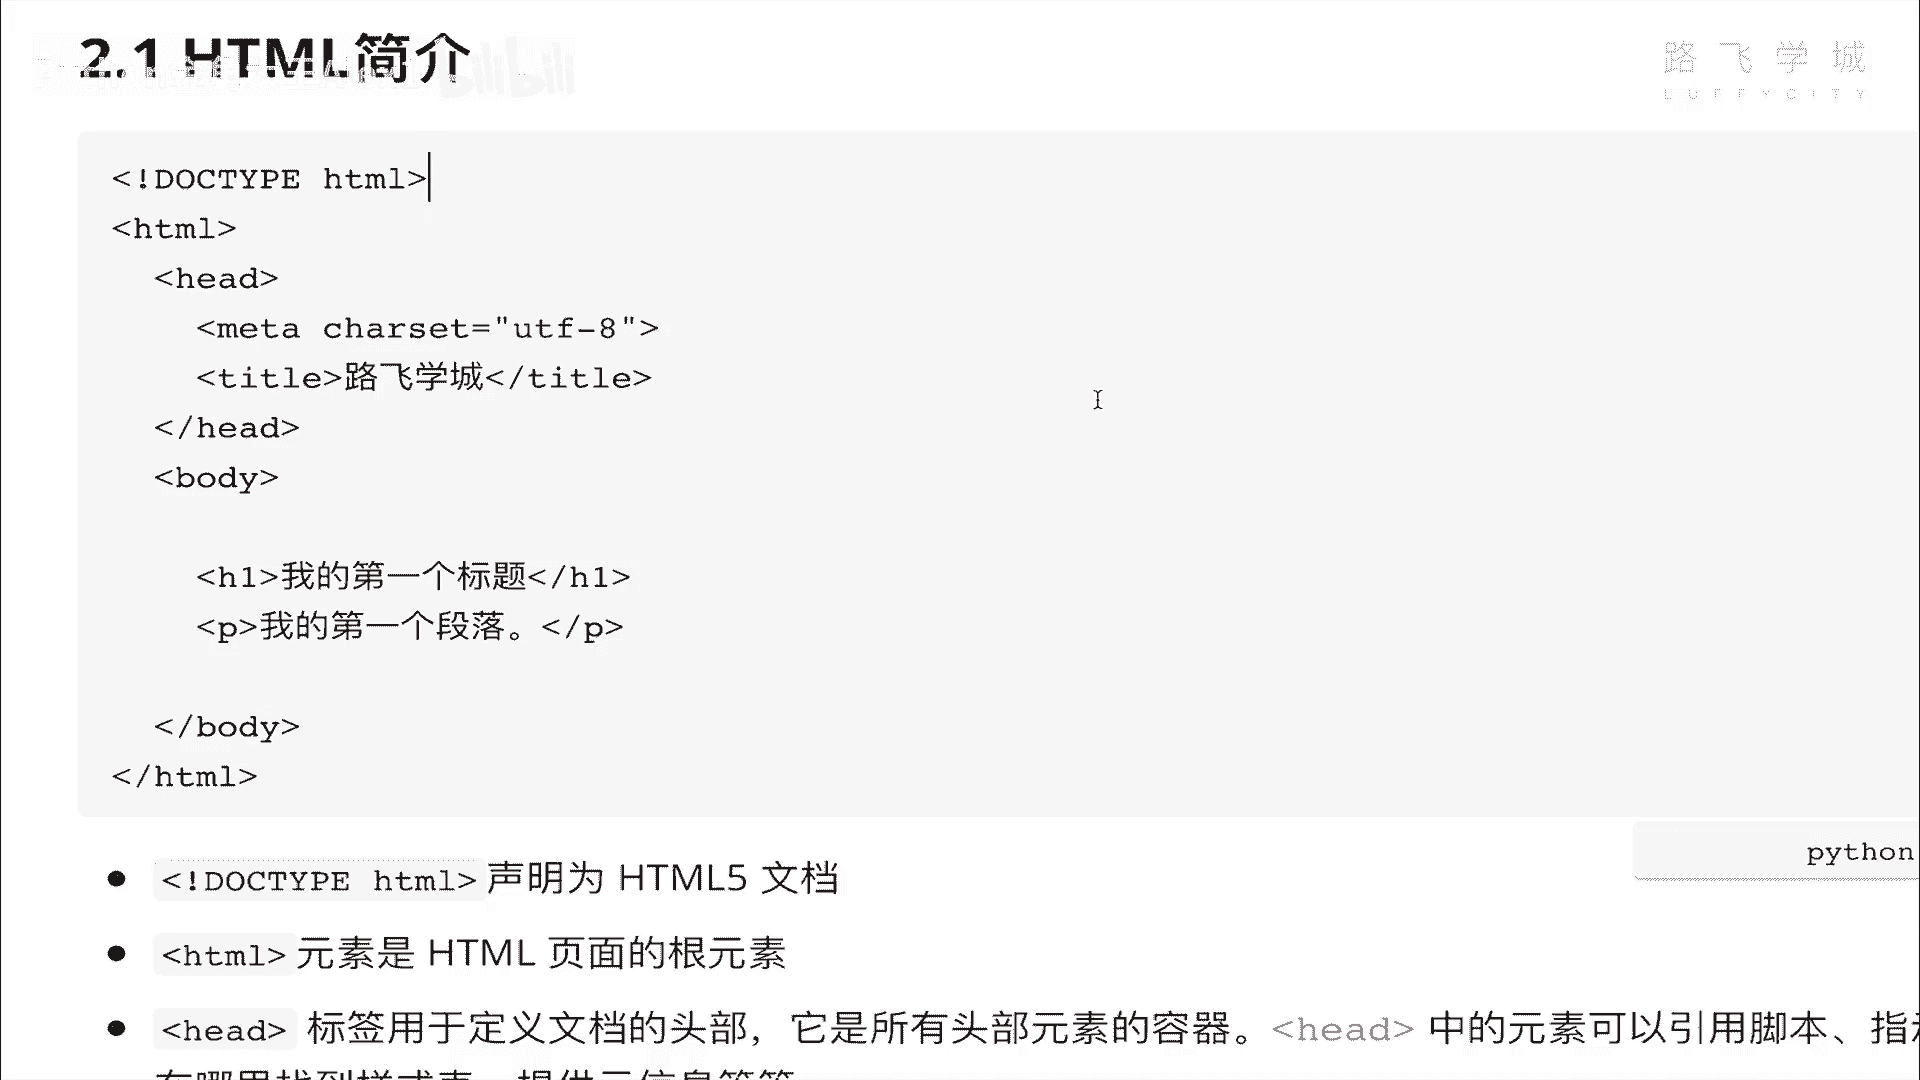 2.1 HTML简介
路飞学城
LUFFYCITY
<!DOCTYPE html>
<html>
<head>
<meta charset="utf-8">
<title>路飞学城</title>
</head>
<body>
<h1>我的第一个标题</h1>
<p>我的第一个段落。</p>
</body>
</html>
python
<!DOCTYPE html>声明为 HTML5 文档
<html>元素是 HTML 页面的根元素
<head> 标签用于定义文档的头部，它是所有头部元素的容器。<head> 中的元素可以引用脚本、指